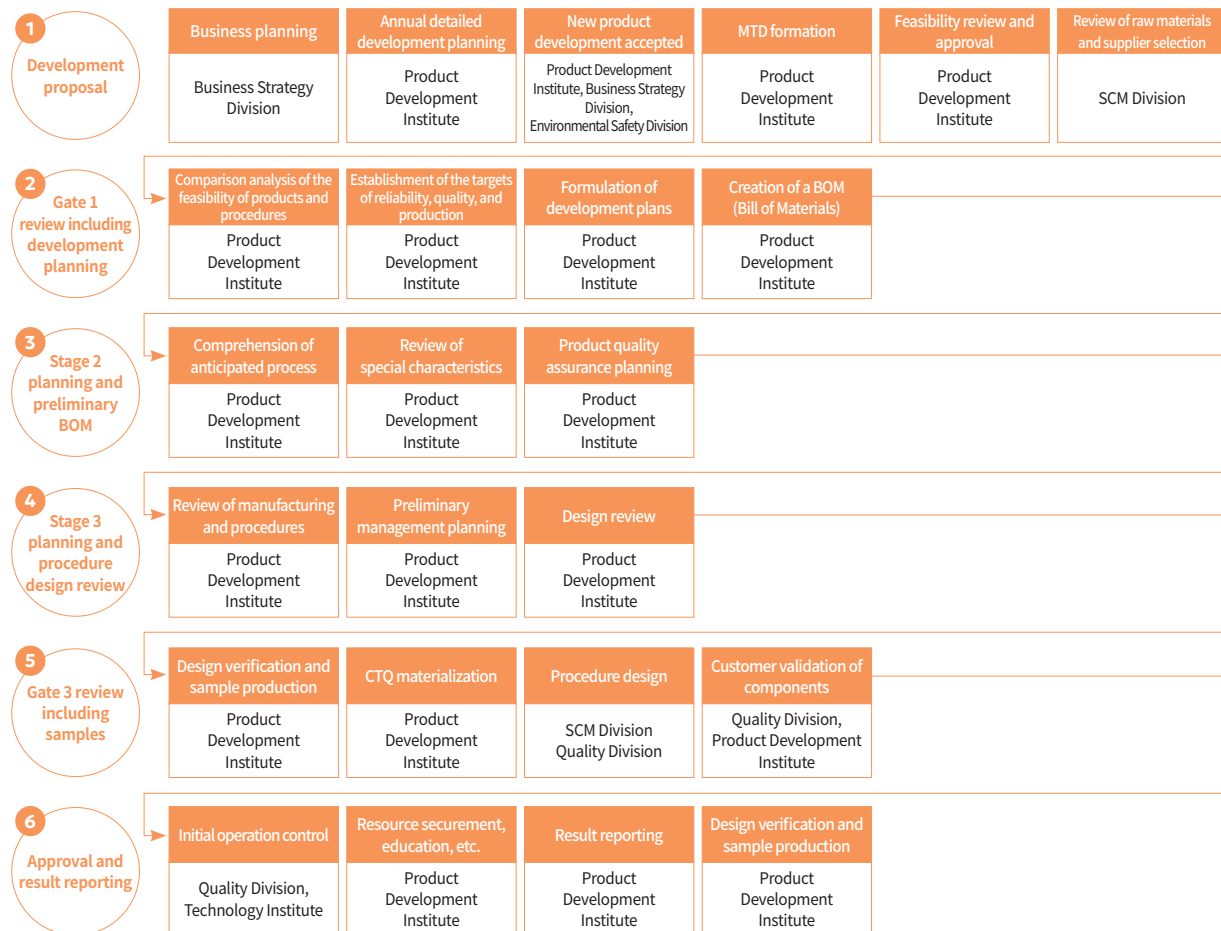 1
Development
proposal
Business planning
Business Strategy
Division
Annual detailed
development planning
Product
Development
Institute
New product
development accepted
Product Development
Institute, Business Strategy
Division,
Environmental Safety Division
MTD formation
Product
Development
Institute
Feasibility review and
approval
Product
Development
Institute
Review of raw materials
and supplier selection
SCM Division
2
Gate 1
review including
development
planning
Comparison analysis of the
feasibility of products and
procedures
Product
Development
Institute
Establishment of the targets
of reliability, quality, and
production
Product
Development
Institute
Formulation of
development plans
Product
Development
Institute
Creation of a BOM
(Bill of Materials)
Product
Development
Institute
3
Stage 2
planning and
preliminary
BOM
Comprehension of
anticipated process
Product
Development
Institute
Review of
special characteristics
Product
Development
Institute
Product quality
assurance planning
Product
Development
Institute
4
Stage 3
planning and
procedure
design review
Review of manufacturing
and procedures
Product
Development
Institute
Preliminary
management planning
Product
Development
Institute
Design review
Product
Development
Institute
5
Gate 3 review
including
samples
Design verification and
sample production
Product
Development
Institute
CTQ materialization
Product
Development
Institute
Procedure design
SCM Division
Quality Division
Customer validation of
components
Quality Division,
Product Development
Institute
6
Approval and
result reporting
Initial operation control
Quality Division,
Technology Institute
Resource securement,
education, etc.
Product
Development
Institute
Result reporting
Product
Development
Institute
Design verification and
sample production
Product
Development
Institute